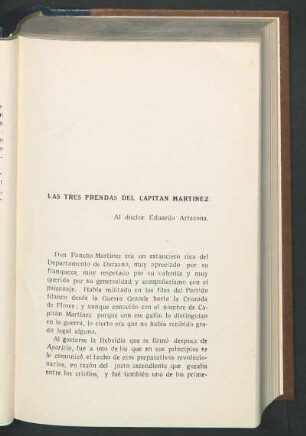 LAS TRES PRENDAS DEL CAPITAN MARTINEZ
Al doctor Eduardo Artecona.
Don Pancho Martínez era un estanciero rico del
Departamento de Durazno, muy apreciado por su
franqueza, muy respetado por su valentía y muy
querido por su generosidad y compañerismo con el
paisanaje. Había militado en las filas del Partido
blanco desde la Guerra Grande hasta la Cruzada
de Flores; y aunque conocido con el nombre de Ca-
pitán Martínez porque con ese galón lo distinguían
en la guerra, lo cierto era que no había recibido gra-
do legal alguno.
Al gestarse la Rebelión que se llamó después de
Aparicio, fue a uno de los que en sus principios se
le comunicó el hecho de esos preparativos revolucio-
narios, en razón del justo ascendiente que gozaba
entre los criollos, y fué también uno de los prime-